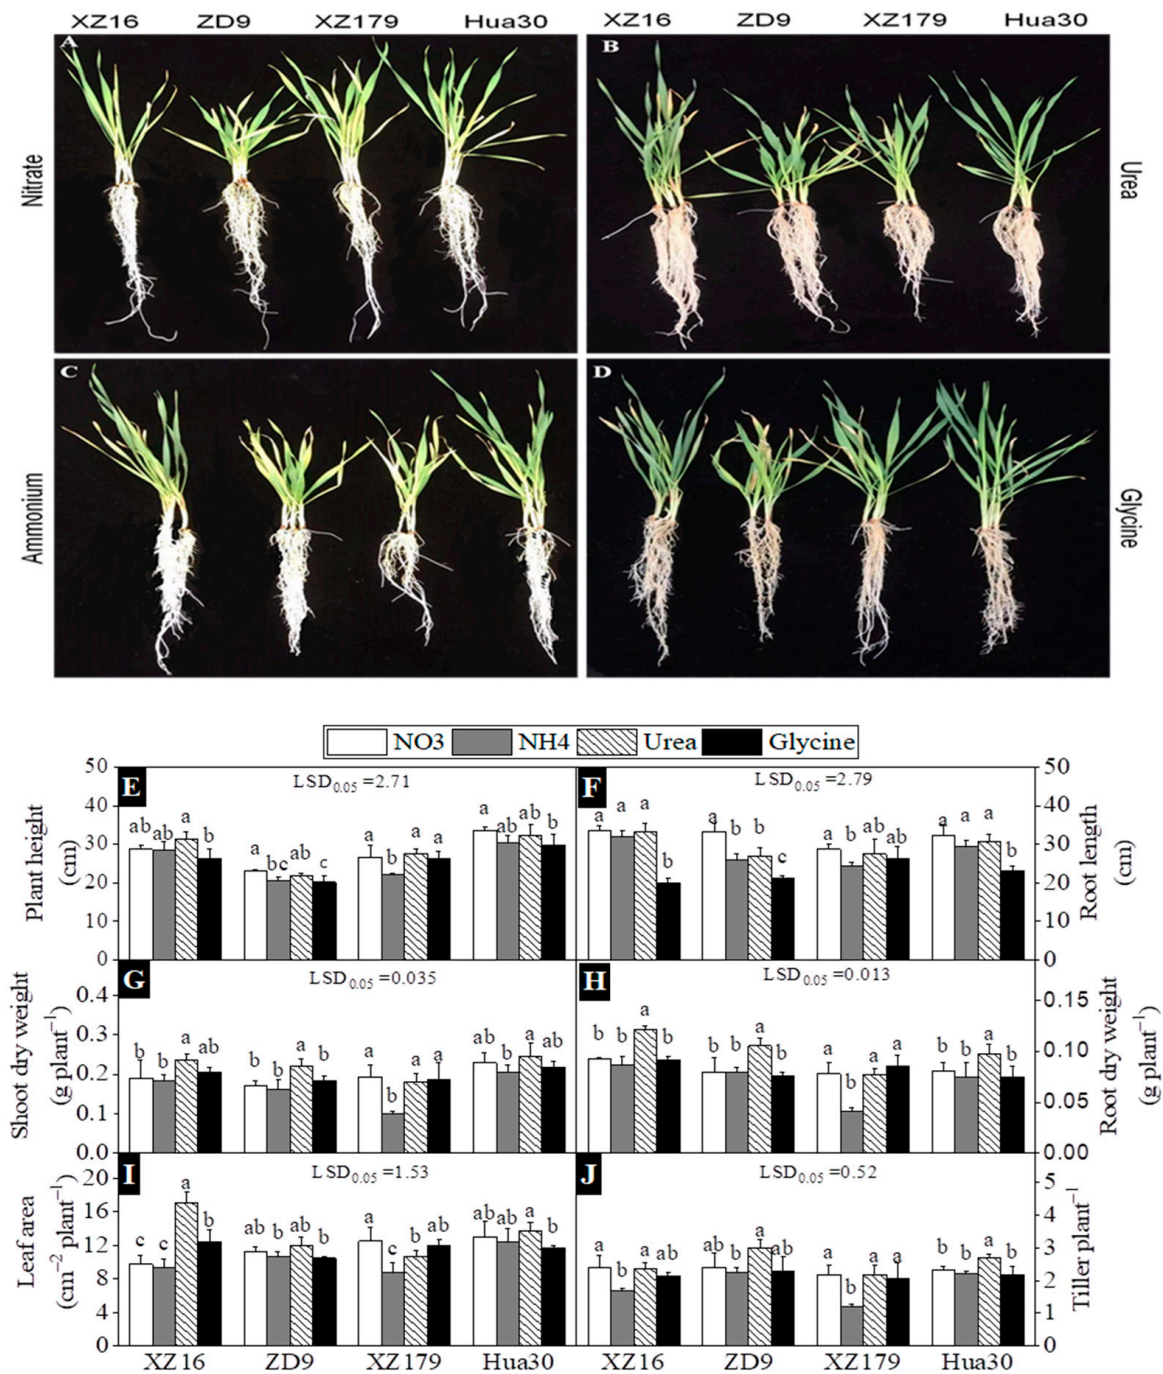 XZ16 ZD9 XZ179 Hua30 XZ16 ZD9 XZ179 Hua30
A B
Nitrate Urea
C D
Ammonium Glycine
NO3 NH4 Urea Glycine
E LSD0.05 =2.71 F LSD0.05 =2.79
50 40 30 20 10 0
Plant height
(cm)
ab ab a b a bc ab c a b a a a ab ab b
a a a b a b b c a b ab ab a a a b
50 40 30 20 10 0
Root length
(cm)
G LSD0.05 =0.035 H LSD0.05 =0.013
0.4 0.3 0.2 0.1 0.0
Shoot dry weight
(g plant−1)
b b a ab b b a b a b a a ab b a ab
b b a b b b a b a b a a b b a b
0.15 0.10 0.05 0.00
Root dry weight
(g plant−1)
I LSD0.05 =1.53 J LSD0.05 =0.52
20 16 12 8 4 0
Leaf area
(cm−2 plant−1)
c c a b ab b ab b a c b ab ab ab a b
a b a ab ab b a ab a b a a b b a b
5 4 3 2 1 0
Tiller plant−1
XZ16 ZD9 XZ179 Hua30 XZ16 ZD9 XZ179 Hua30